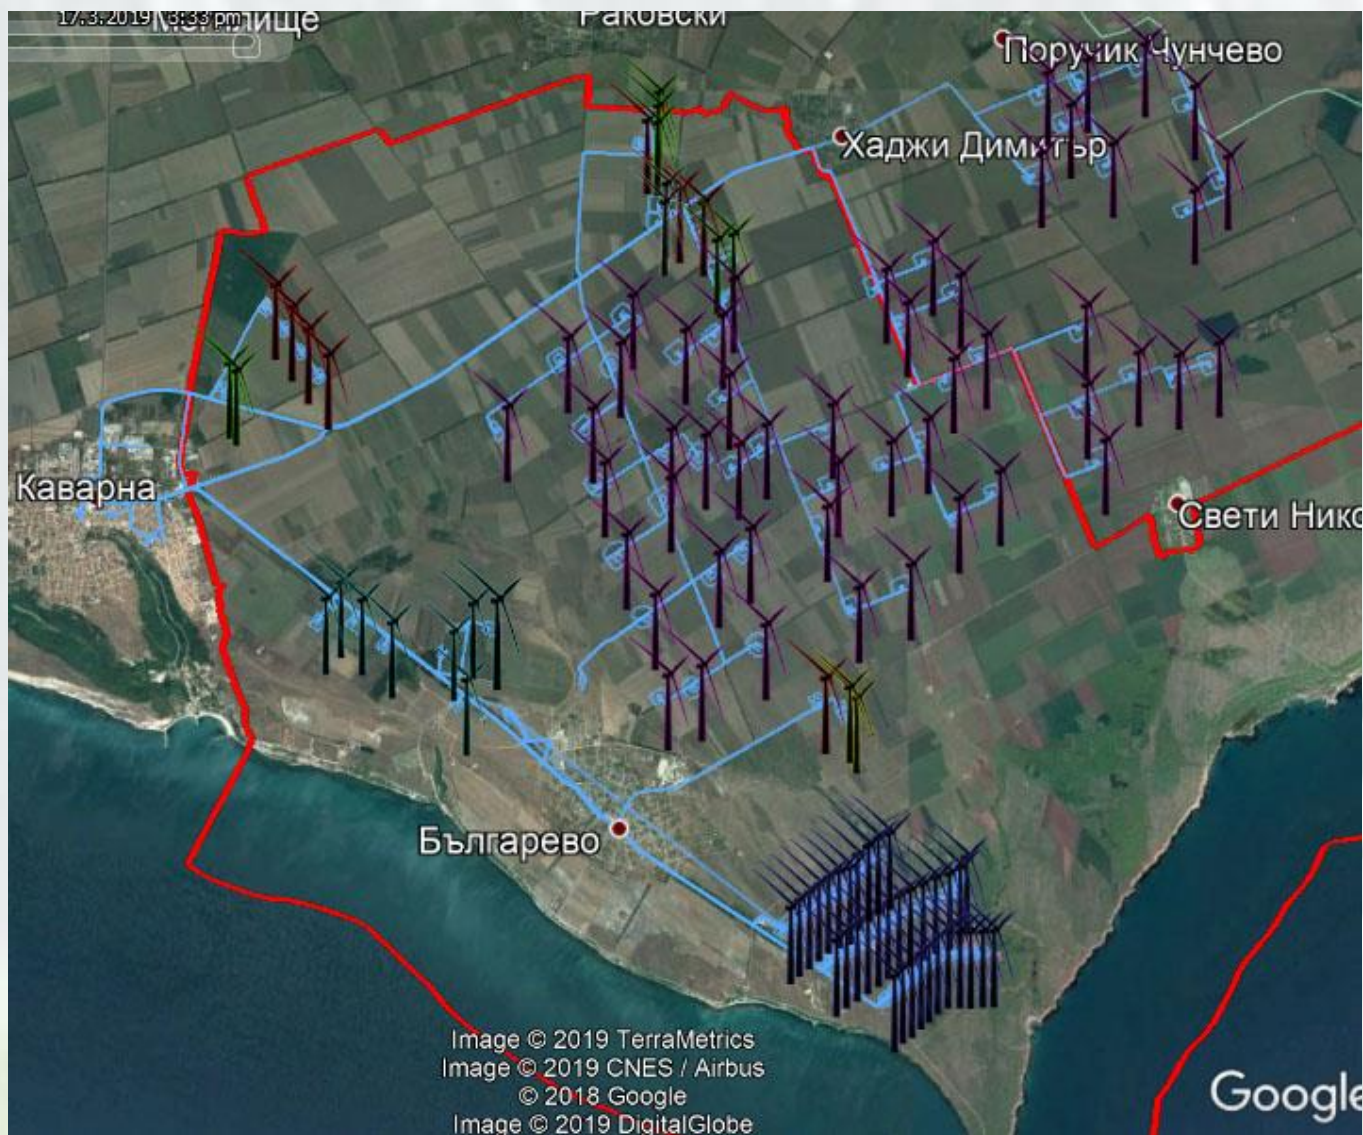 17.3.2019 3:33 pm
Могилище
Раковски
Поручик Чунчево
Хаджи Димитър
Каварна
Свети Нико
Българево
Image © 2019 TerraMetrics
Image © 2019 CNES / Airbus
© 2018 Google
Image © 2019 DigitalGlobe
Google